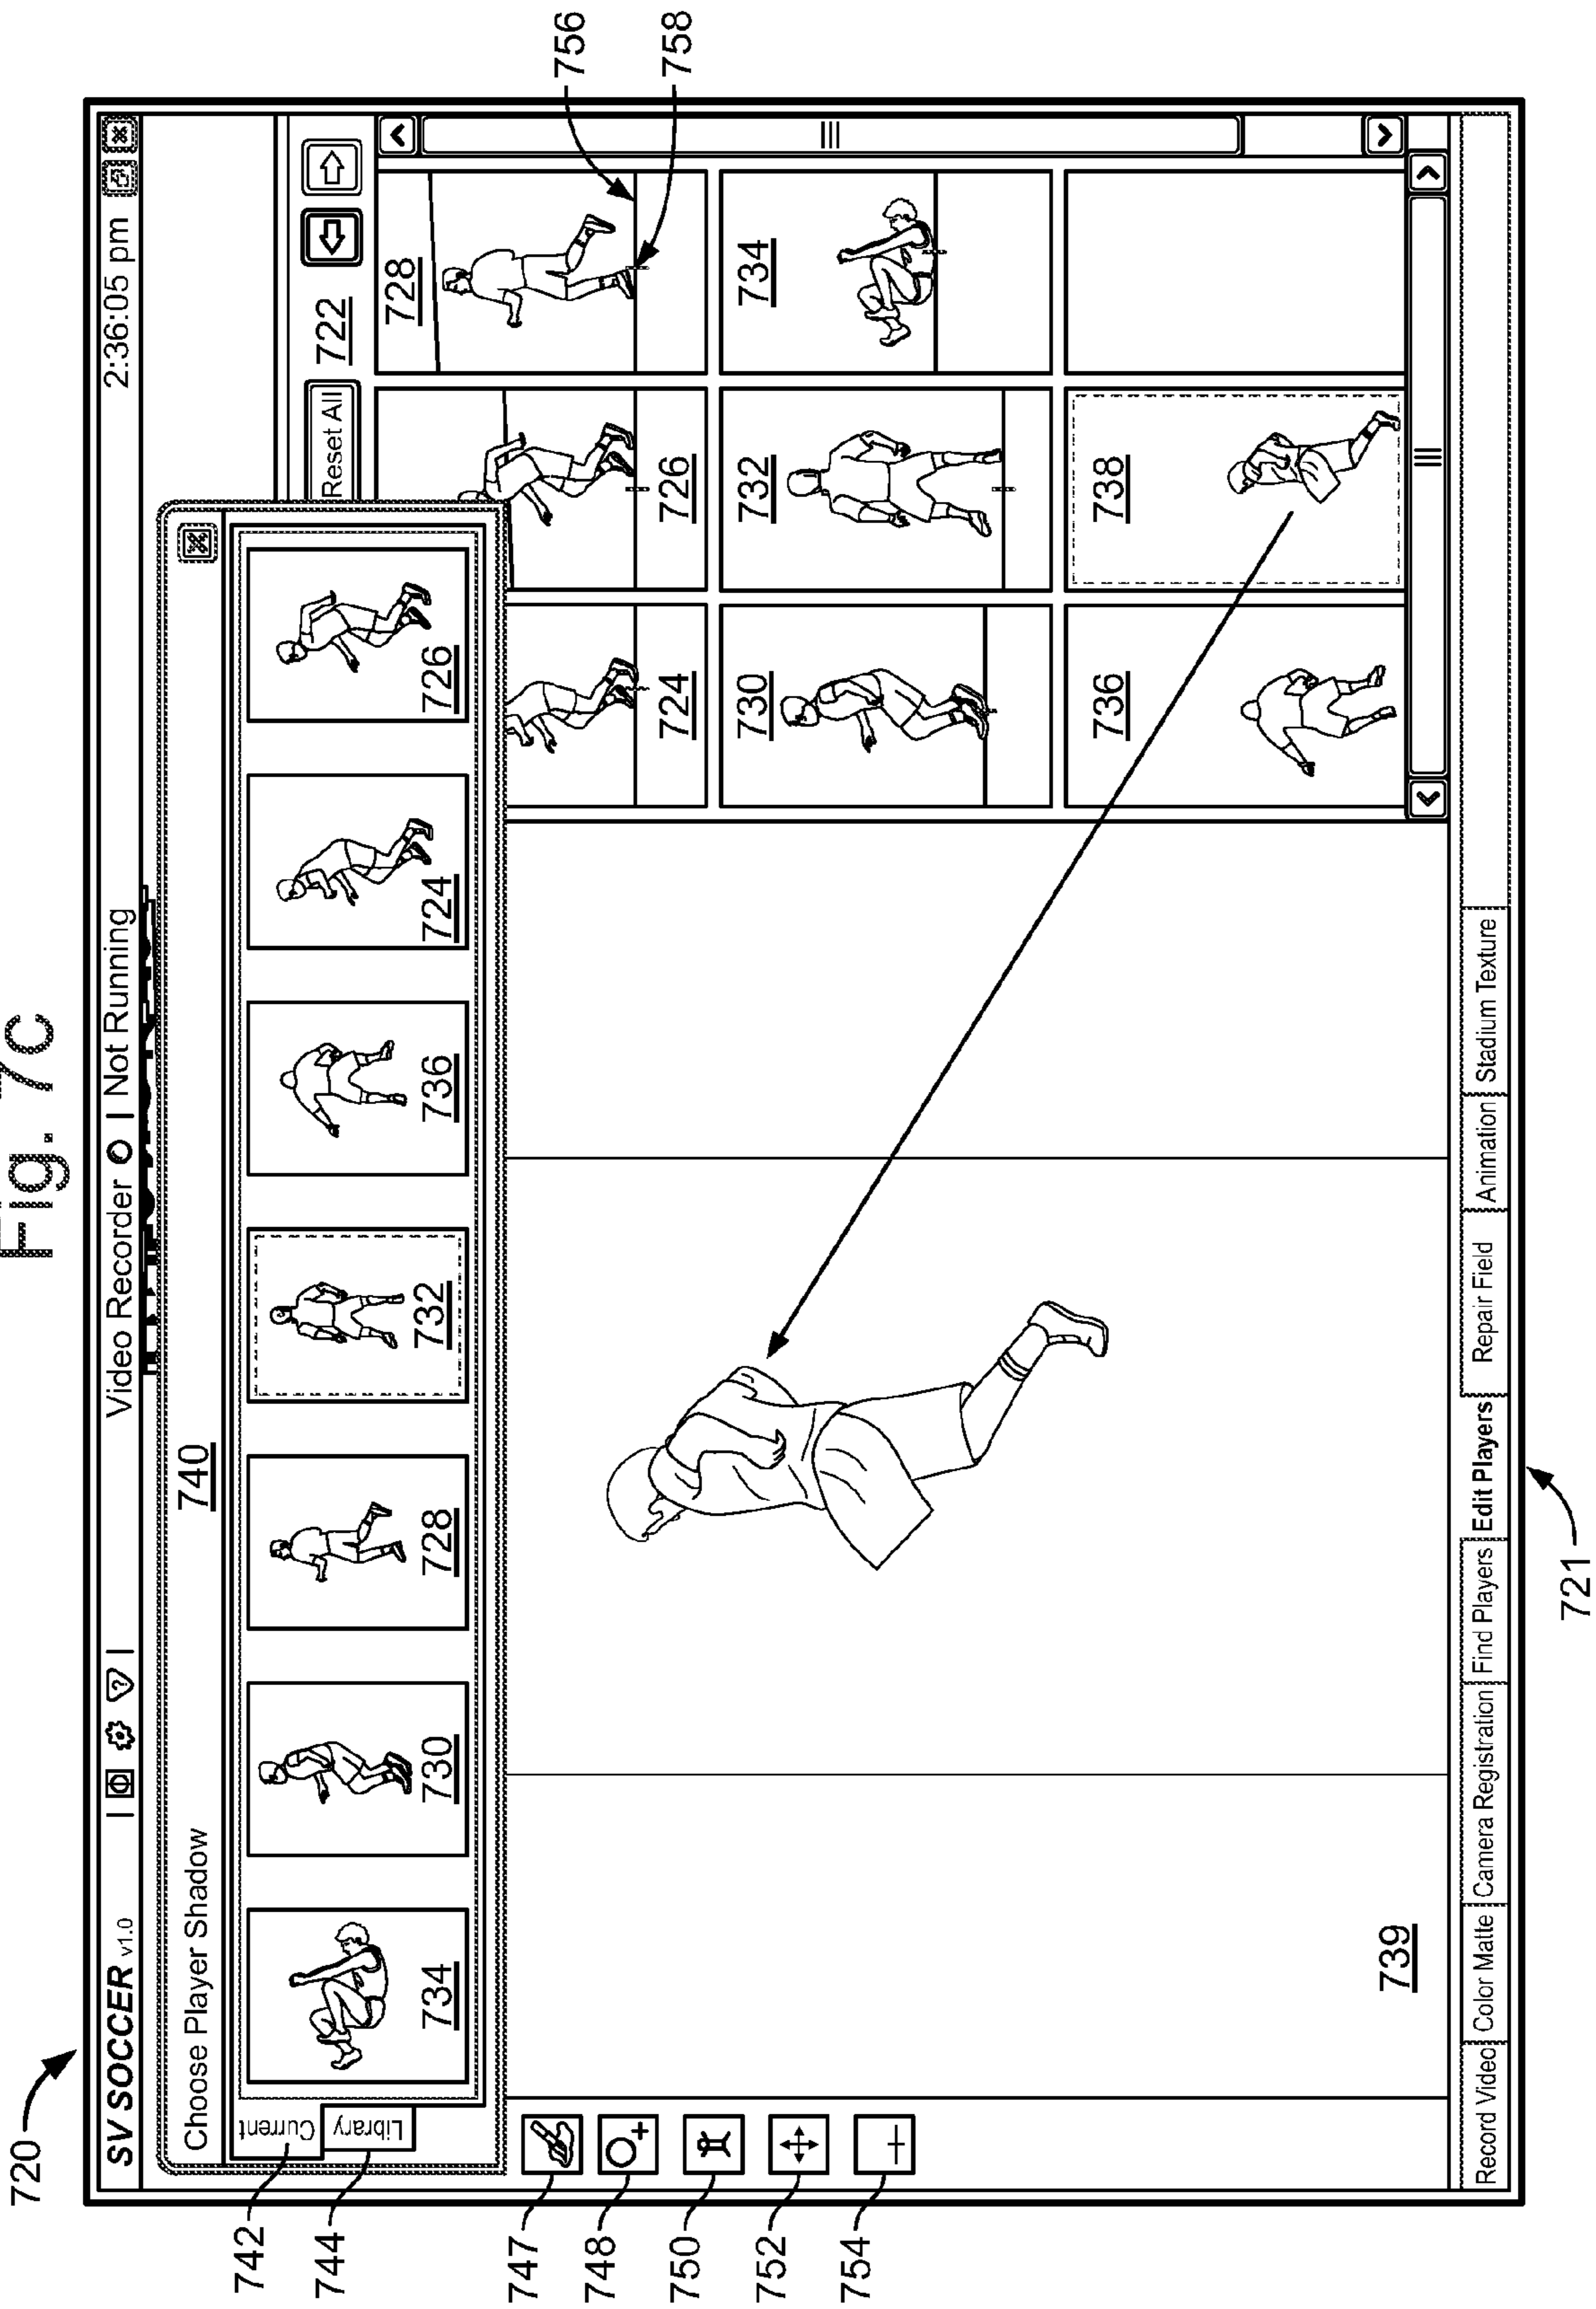 Fig. 7c
720
SV SOCCER v1.0
Video Recorder | Not Running
2:36:05 pm
Choose Player Shadow
740
Reset All
722
742
Current
744
Library
734
730
728
732
736
724
726
724
726
728
756
758
730
732
734
736
738
747
748
750
752
754
739
Record Video
Color Matte
Camera Registration
Find Players
Edit Players
Repair Field
Animation
Stadium Texture
721